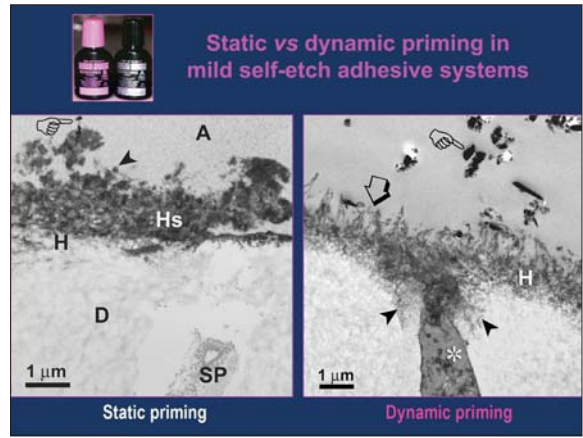 Static vs dynamic priming in
mild self-etch adhesive systems
A
Hs
H
D
SP
1 μm
Static priming
H
*
1 μm
Dynamic priming